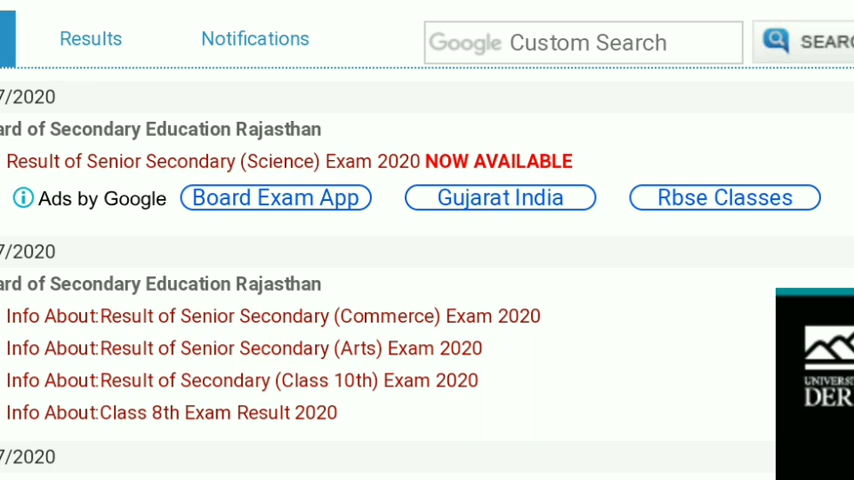 Results Notifications Google Custom Search
7/2020
ard of Secondary Education Rajasthan
Result of Senior Secondary (Science) Exam 2020 NOW AVAILABLE
Ads by Google Board Exam App Gujarat India Rbse Classes
7/2020
ard of Secondary Education Rajasthan
Info About:Result of Senior Secondary (Commerce) Exam 2020
Info About:Result of Senior Secondary (Arts) Exam 2020
Info About:Result of Secondary (Class 10th) Exam 2020
Info About:Class 8th Exam Result 2020
UNIVERSI
DER
7/2020